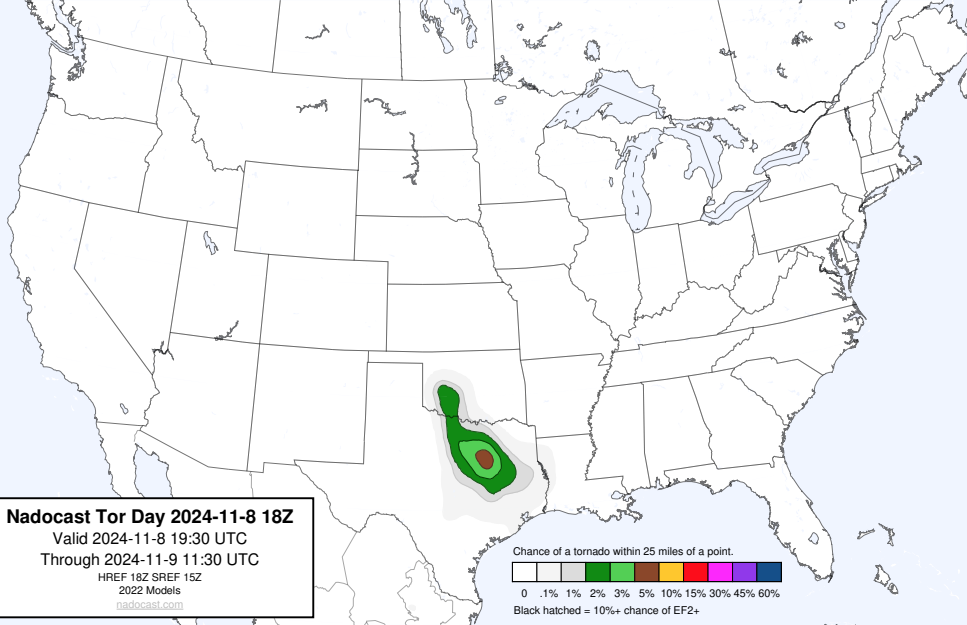 Nadocast Tor Day 2024-11-8 18Z
Valid 2024-11-8 19:30 UTC
Through 2024-11-9 11:30 UTC
HREF 18Z SREF 15Z
2022 Models
nadocast.com
Chance of a tornado within 25 miles of a point.
0 .1% 1% 2% 3% 5% 10% 15% 30% 45% 60%
Black hatched = 10%+ chance of EF2+